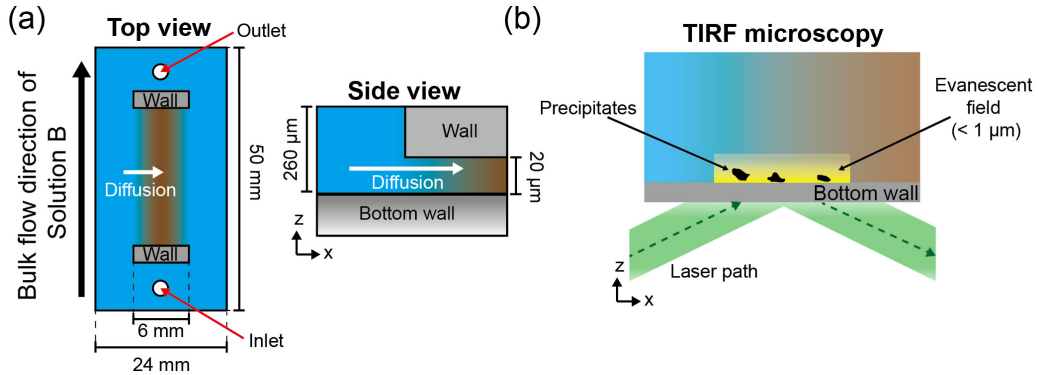 (a)
Top view
Outlet
Bulk flow direction of
Solution B
Wall
Diffusion
Wall
50 mm
6 mm
24 mm
Inlet
Side view
260 μm
Wall
Diffusion
20 μm
Bottom wall
z
x
(b)
TIRF microscopy
Precipitates
Evanescent
field
(< 1 μm)
Bottom wall
Laser path
z
x